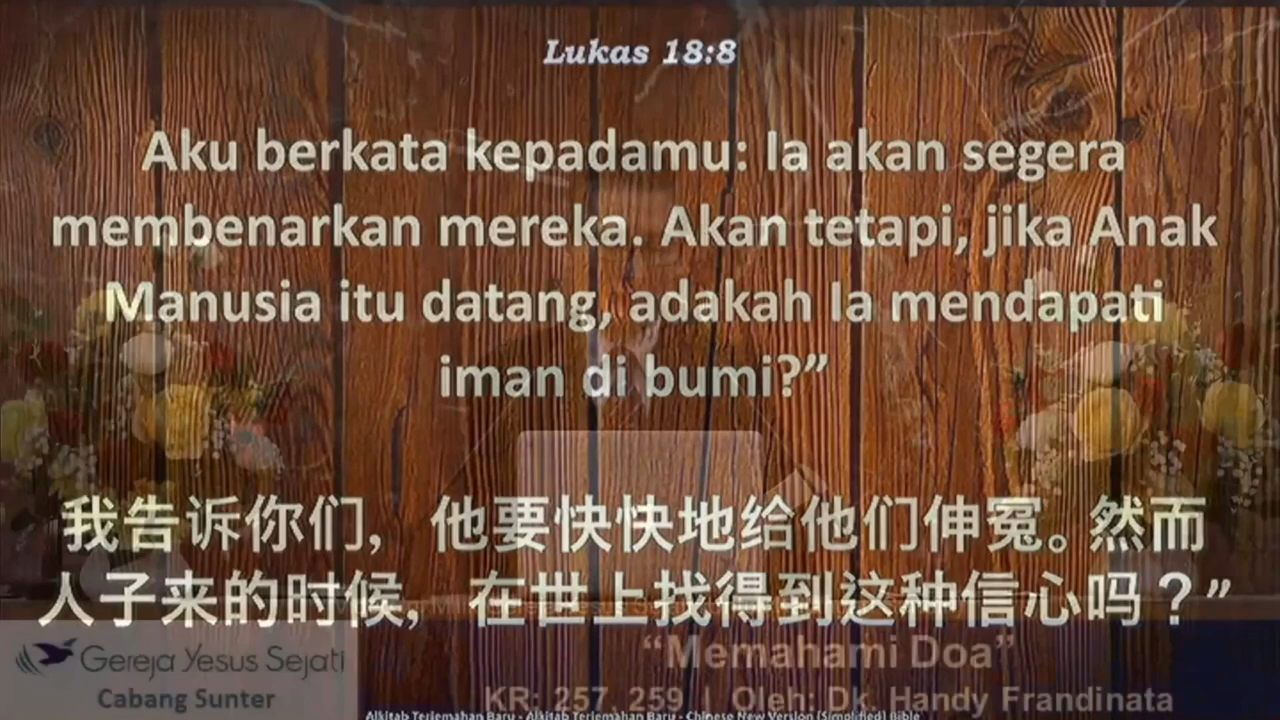 Lukas 18:8
Aku berkata kepadamu: Ia akan segera
membenarkan mereka. Akan tetapi, jika Anak
Manusia itu datang, adakah Ia mendapati
iman di bumi?”
我告诉你们， 他要快快地给他们伸冤。然而
人子来的时候， 在世上找得到这种信心吗？”
Gereja Yesus Sejati
Cabang Sunter
“Memahami Doa”
KR: 257, 259 | Oleh: Dk. Handy Frandinata
Alkitab Terjemahan Baru - Alkitab Terjemahan Baru - Chinese New Version (Simplified) Bible